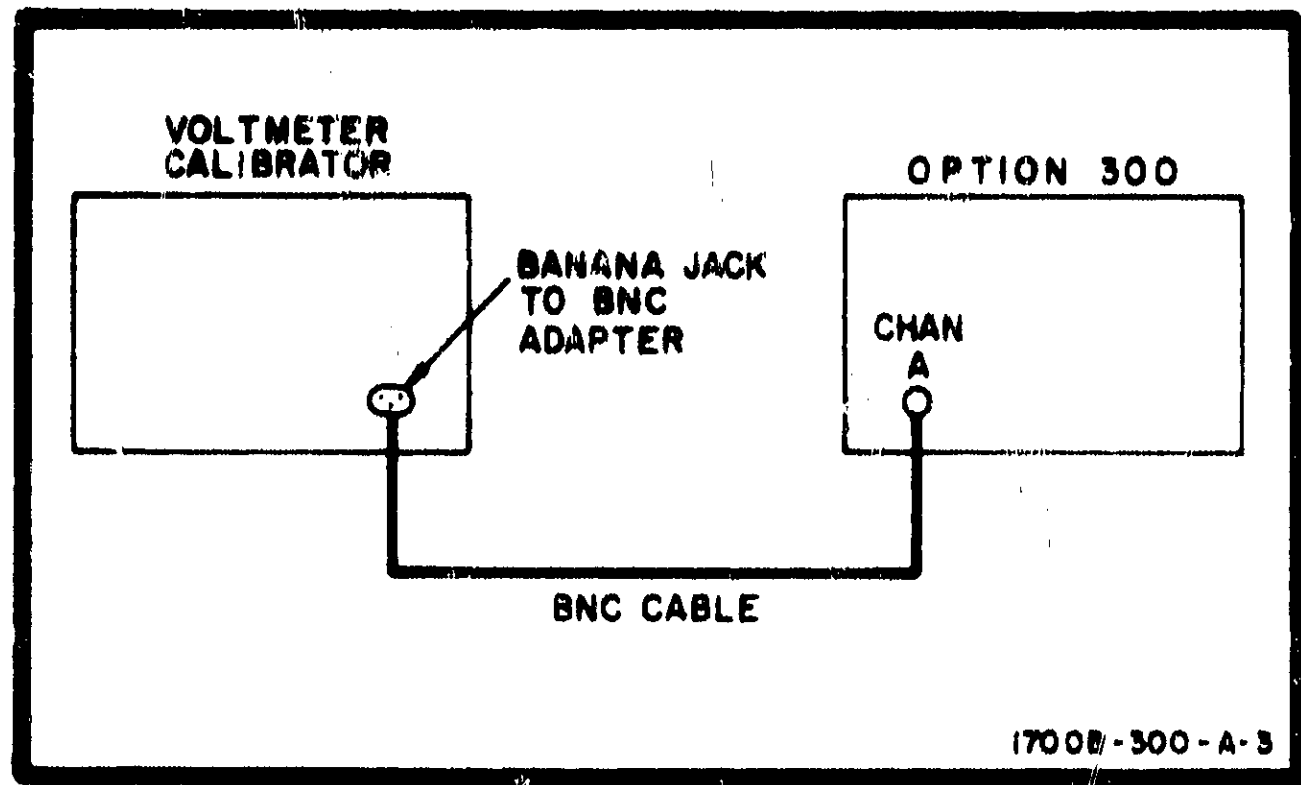 VOLTMETER
CALIBRATOR
OPTION 300
BANANA JACK
TO BNC
ADAPTER
CHAN
A
BNC CABLE
1700B-300-A-3